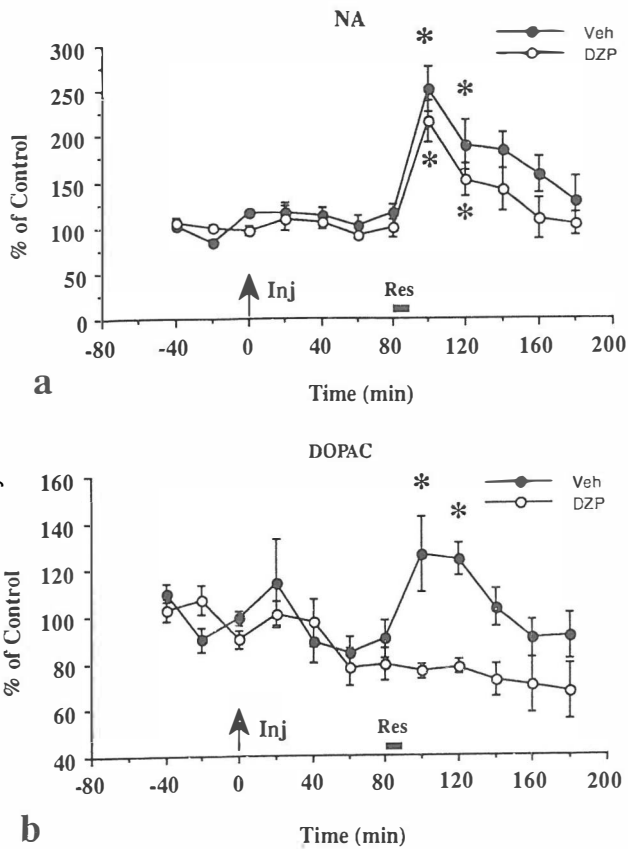 NA
Veh
DZP
300
250
200
150
100
50
0
% of Control
* *
* *
Inj
Res
-80 -40 0 40 80 120 160 200
Time (min)
a
DOPAC
Veh
DZP
160
140
120
100
80
60
40
% of Control
* *
Inj
Res
-80 -40 0 40 80 120 160 200
Time (min)
b